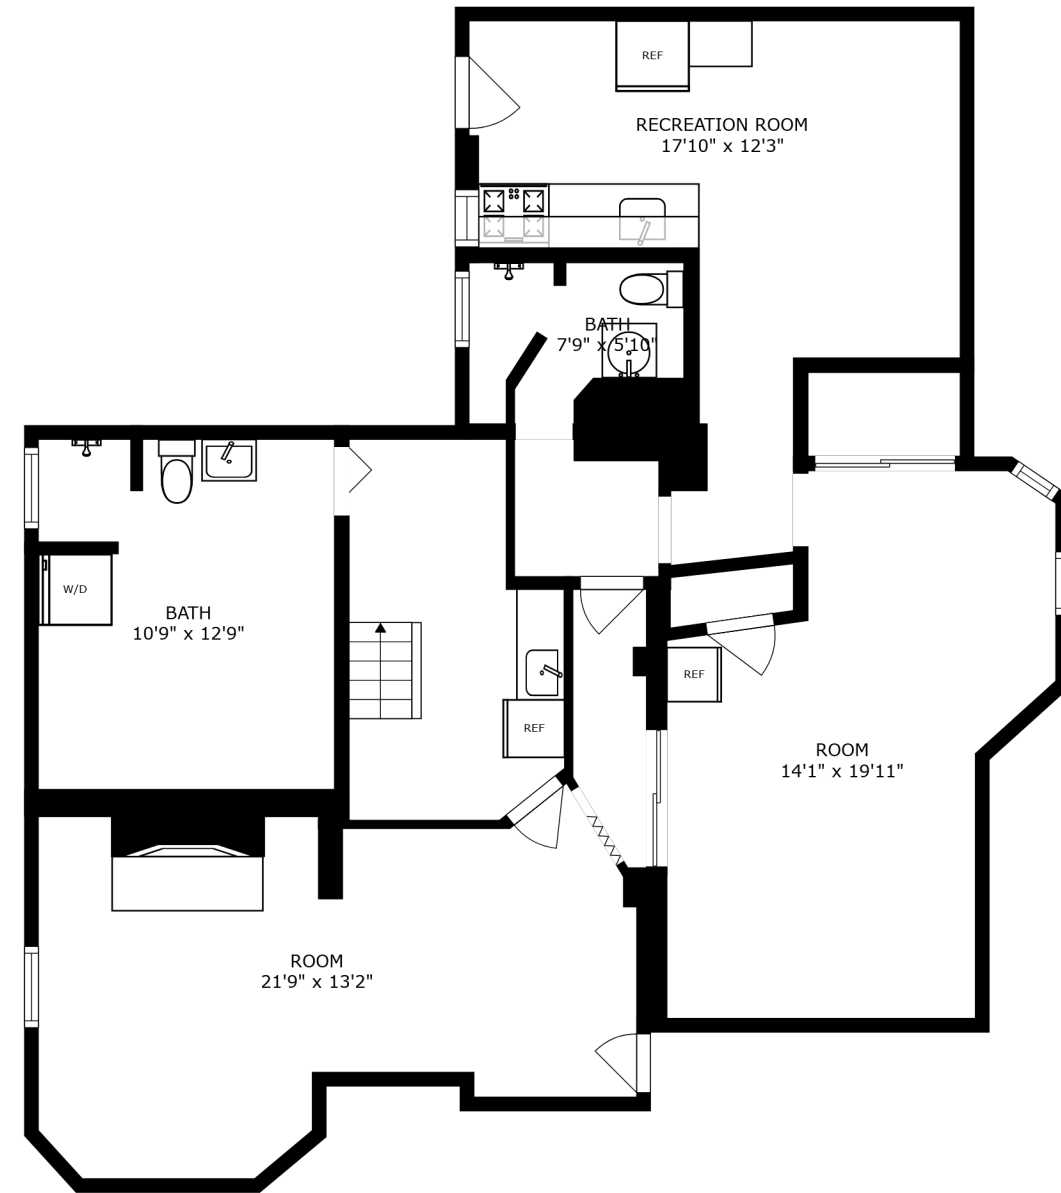 REF
RECREATION ROOM
17'10" x 12'3"
BATH
7'9" x 5'10"
W/D
BATH
10'9" x 12'9"
REF
REF
ROOM
14'1" x 19'11"
ROOM
21'9" x 13'2"